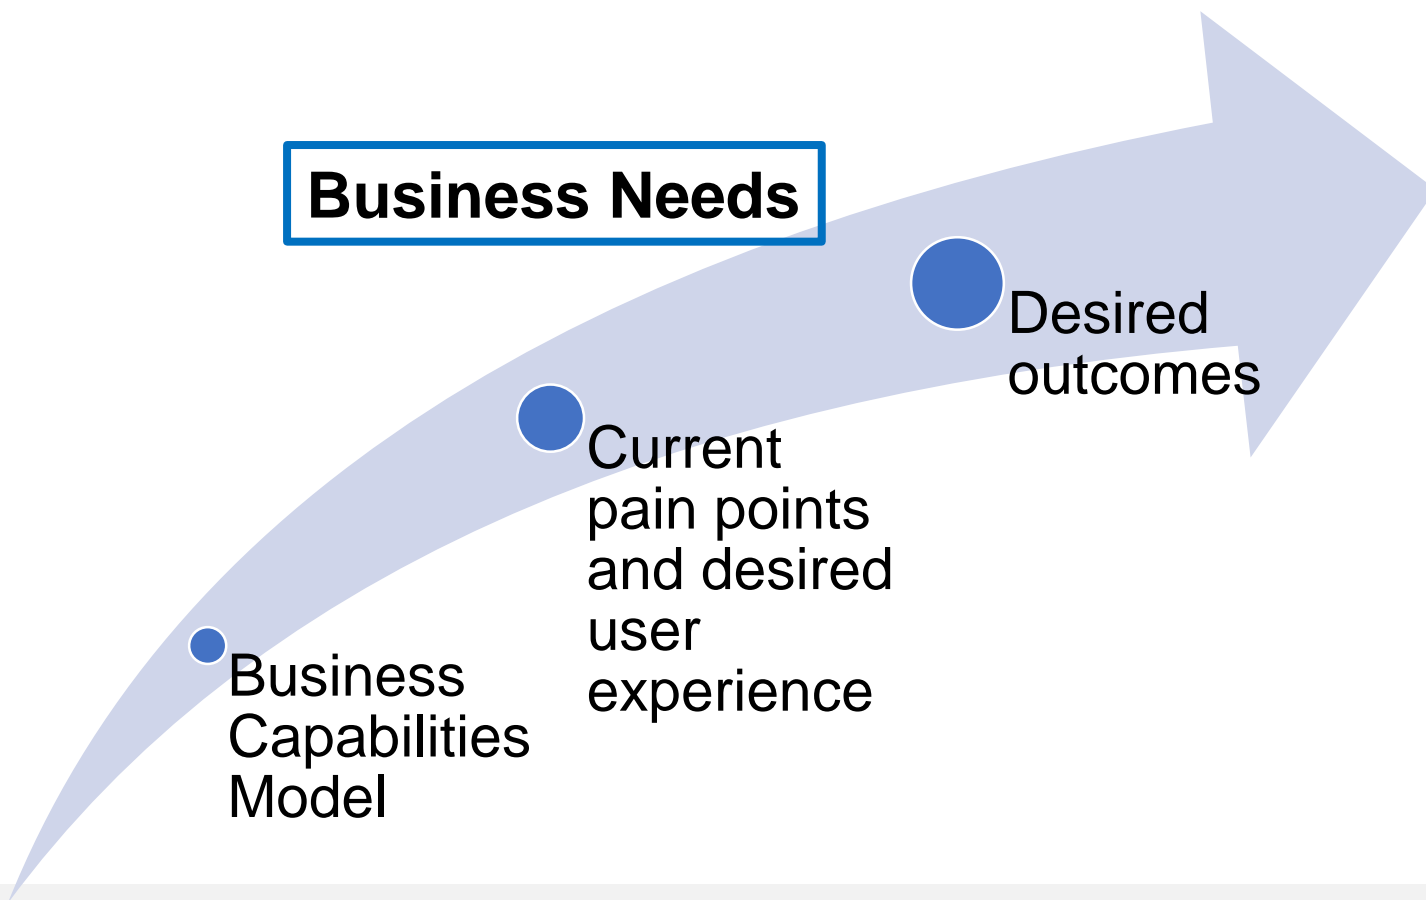 Business Needs
Desired
outcomes
Current
pain points
and desired
user
experience
Business
Capabilities
Model